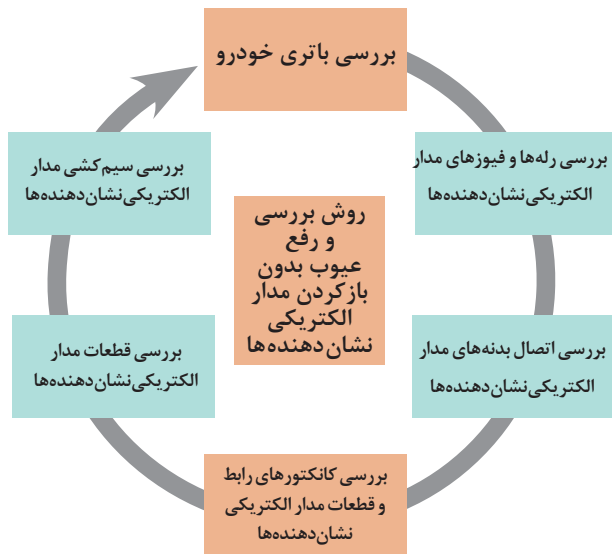 بررسی باتری خودرو
بررسی رله‌ها و فیوزهای مدار
الکتریکی نشان‌دهنده‌ها
بررسی اتصال بدنه‌های مدار
الکتریکی نشان‌دهنده‌ها
بررسی کانکتورهای رابط
و قطعات مدار الکتریکی
نشان‌دهنده‌ها
بررسی قطعات مدار
الکتریکی نشان‌دهنده‌ها
بررسی سیم‌کشی مدار
الکتریکی نشان‌دهنده‌ها
روش بررسی
و رفع
عیوب بدون
بازکردن مدار
الکتریکی
نشان‌دهنده‌ها